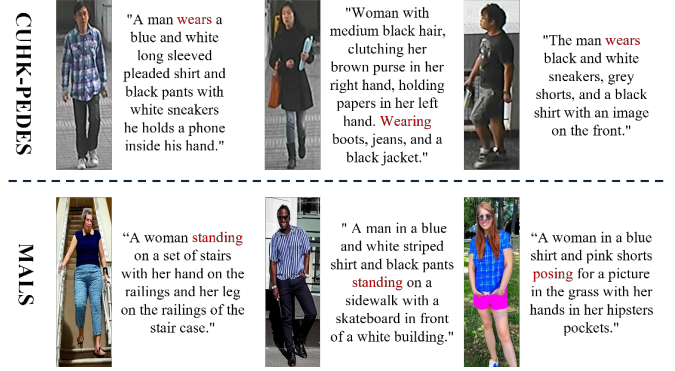 CUHK-PEDES
"A man wears a
blue and white
long sleeved
pleaded shirt and
black pants with
white sneakers
he holds a phone
inside his hand."
"Woman with
medium black hair,
clutching her
brown purse in her
right hand, holding
papers in her left
hand. Wearing
boots, jeans, and a
black jacket."
"The man wears
black and white
sneakers, grey
shorts, and a black
shirt with an image
on the front."
MALS
“A woman standing
on a set of stairs
with her hand on the
railings and her leg
on the railings of the
stair case."
" A man in a blue
and white striped
shirt and black pants
standing on a
sidewalk with a
skateboard in front
of a white building."
“A woman in a blue
shirt and pink shorts
posing for a picture
in the grass with her
hands in her hipsters
pockets."